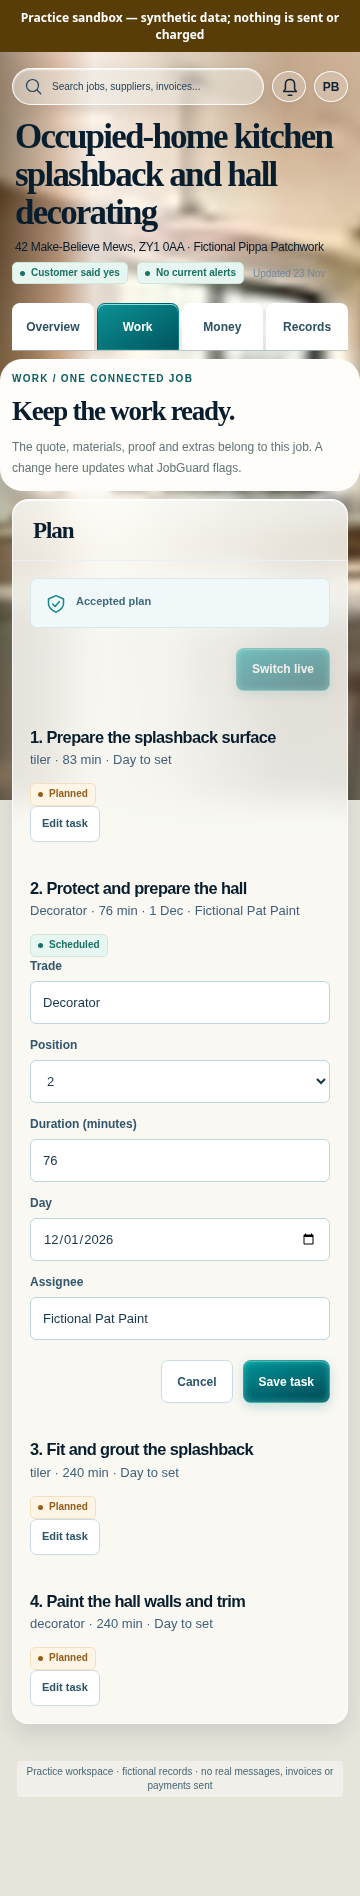 Practice sandbox — synthetic data; nothing is sent or
charged
Search jobs, suppliers, invoices...
PB
Occupied-home kitchen
splashback and hall
decorating
42 Make-Believe Mews, ZY1 0AA · Fictional Pippa Patchwork
Customer said yes
No current alerts
Updated 23 Nov
Overview
Work
Money
Records
WORK / ONE CONNECTED JOB
Keep the work ready.
The quote, materials, proof and extras belong to this job. A
change here updates what JobGuard flags.
Plan
Accepted plan
Switch live
1. Prepare the splashback surface
tiler · 83 min · Day to set
Planned
Edit task
2. Protect and prepare the hall
Decorator · 76 min · 1 Dec · Fictional Pat Paint
Scheduled
Trade
Decorator
Position
2
Duration (minutes)
76
Day
12/01/2026
Assignee
Fictional Pat Paint
Cancel
Save task
3. Fit and grout the splashback
tiler · 240 min · Day to set
Planned
Edit task
4. Paint the hall walls and trim
decorator · 240 min · Day to set
Planned
Edit task
Practice workspace · fictional records · no real messages, invoices or
payments sent